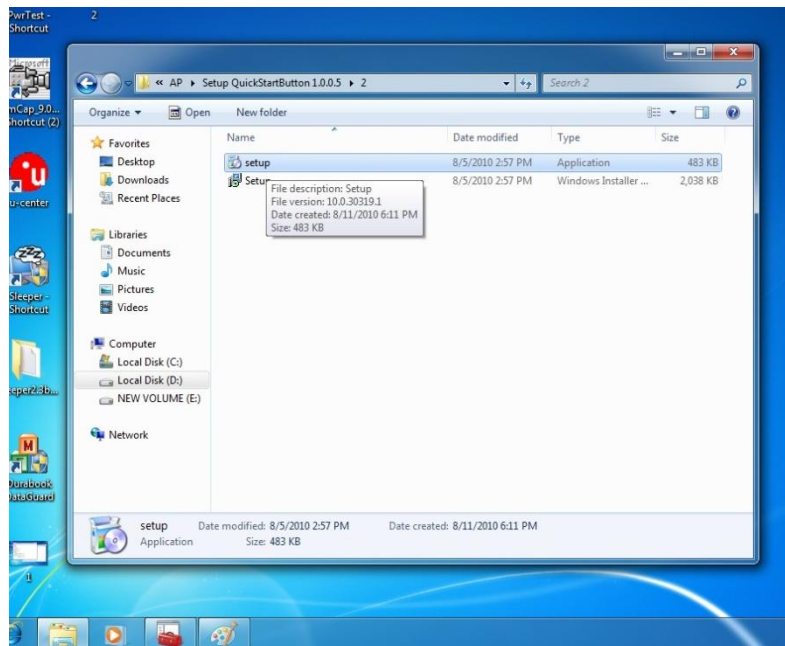 PwrTest -
Shortcut
2
Microsoft
mCap_9.0...
Shortcut (2)
u
u-center
Sleeper -
Shortcut
eeper2.3b...
M
Durabook
DataGuard
« AP ▸ Setup QuickStartButton 1.0.0.5 ▸ 2
Search 2
Organize
Open
New folder
Favorites
Desktop
Downloads
Recent Places
Libraries
Documents
Music
Pictures
Videos
Computer
Local Disk (C:)
Local Disk (D:)
NEW VOLUME (E:)
Network
Name Date modified Type Size
setup 8/5/2010 2:57 PM Application 483 KB
Setup 8/5/2010 2:57 PM Windows Installer ... 2,038 KB
File description: Setup
File version: 10.0.30319.1
Date created: 8/11/2010 6:11 PM
Size: 483 KB
setup Date modified: 8/5/2010 2:57 PM Date created: 8/11/2010 6:11 PM
Application Size: 483 KB